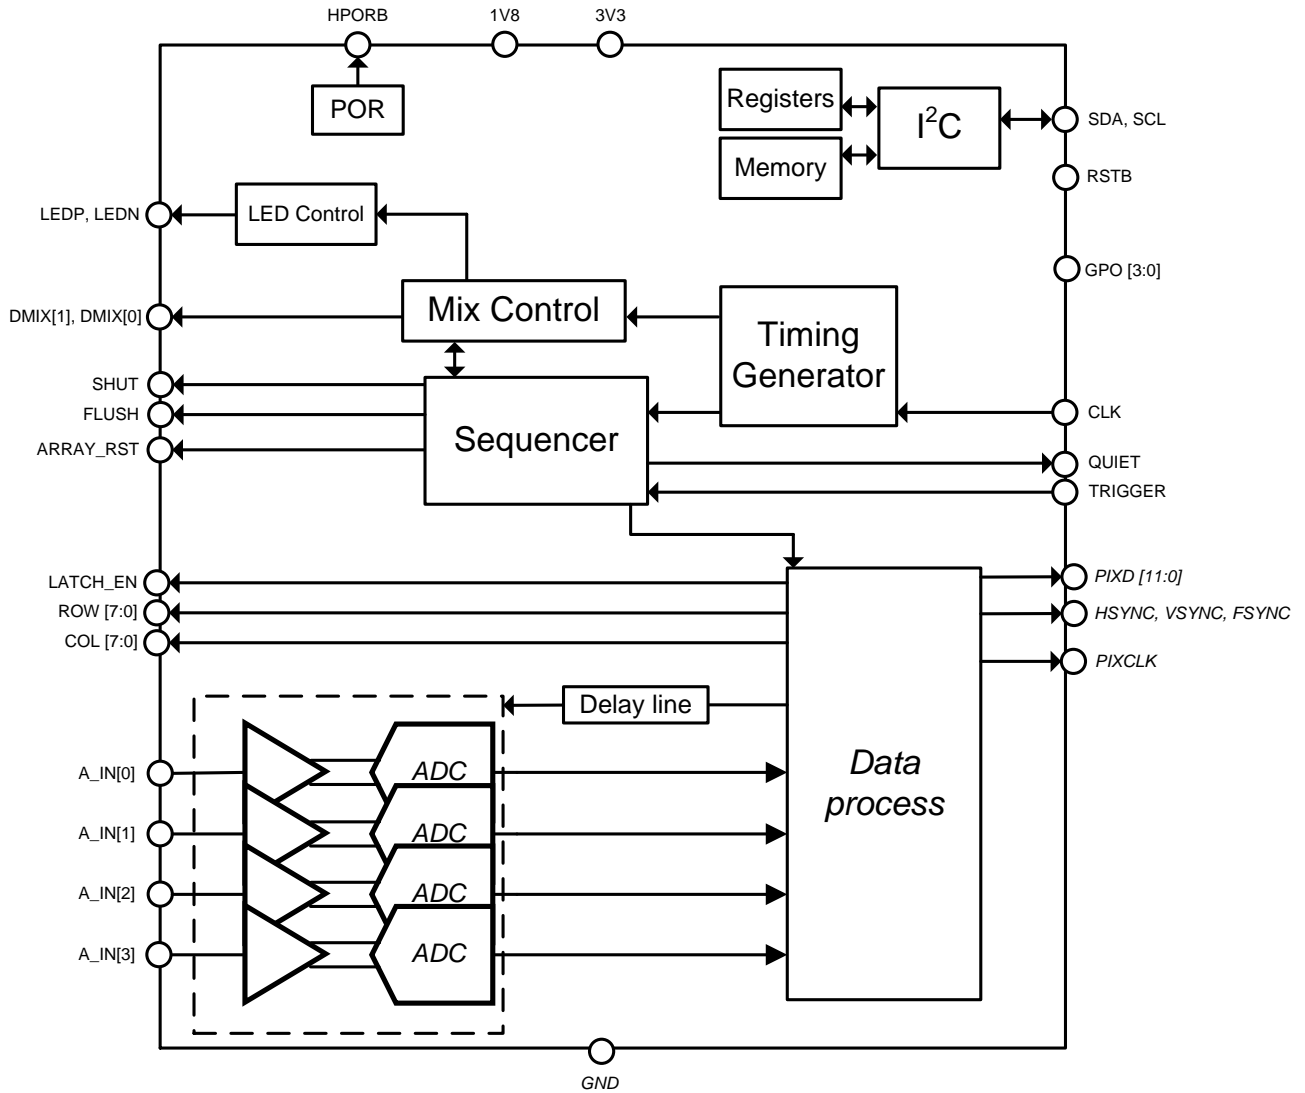 HPORB
1V8
3V3
POR
Registers
I²C
SDA, SCL
Memory
RSTB
LEDP, LEDN
LED Control
GPO [3:0]
DMIX[1], DMIX[0]
Mix Control
Timing
Generator
SHUT
FLUSH
ARRAY_RST
Sequencer
CLK
QUIET
TRIGGER
LATCH_EN
ROW [7:0]
COL [7:0]
PIXD [11:0]
HSYNC, VSYNC, FSYNC
PIXCLK
Delay line
Data
process
A_IN[0]
ADC
A_IN[1]
ADC
A_IN[2]
ADC
A_IN[3]
ADC
GND